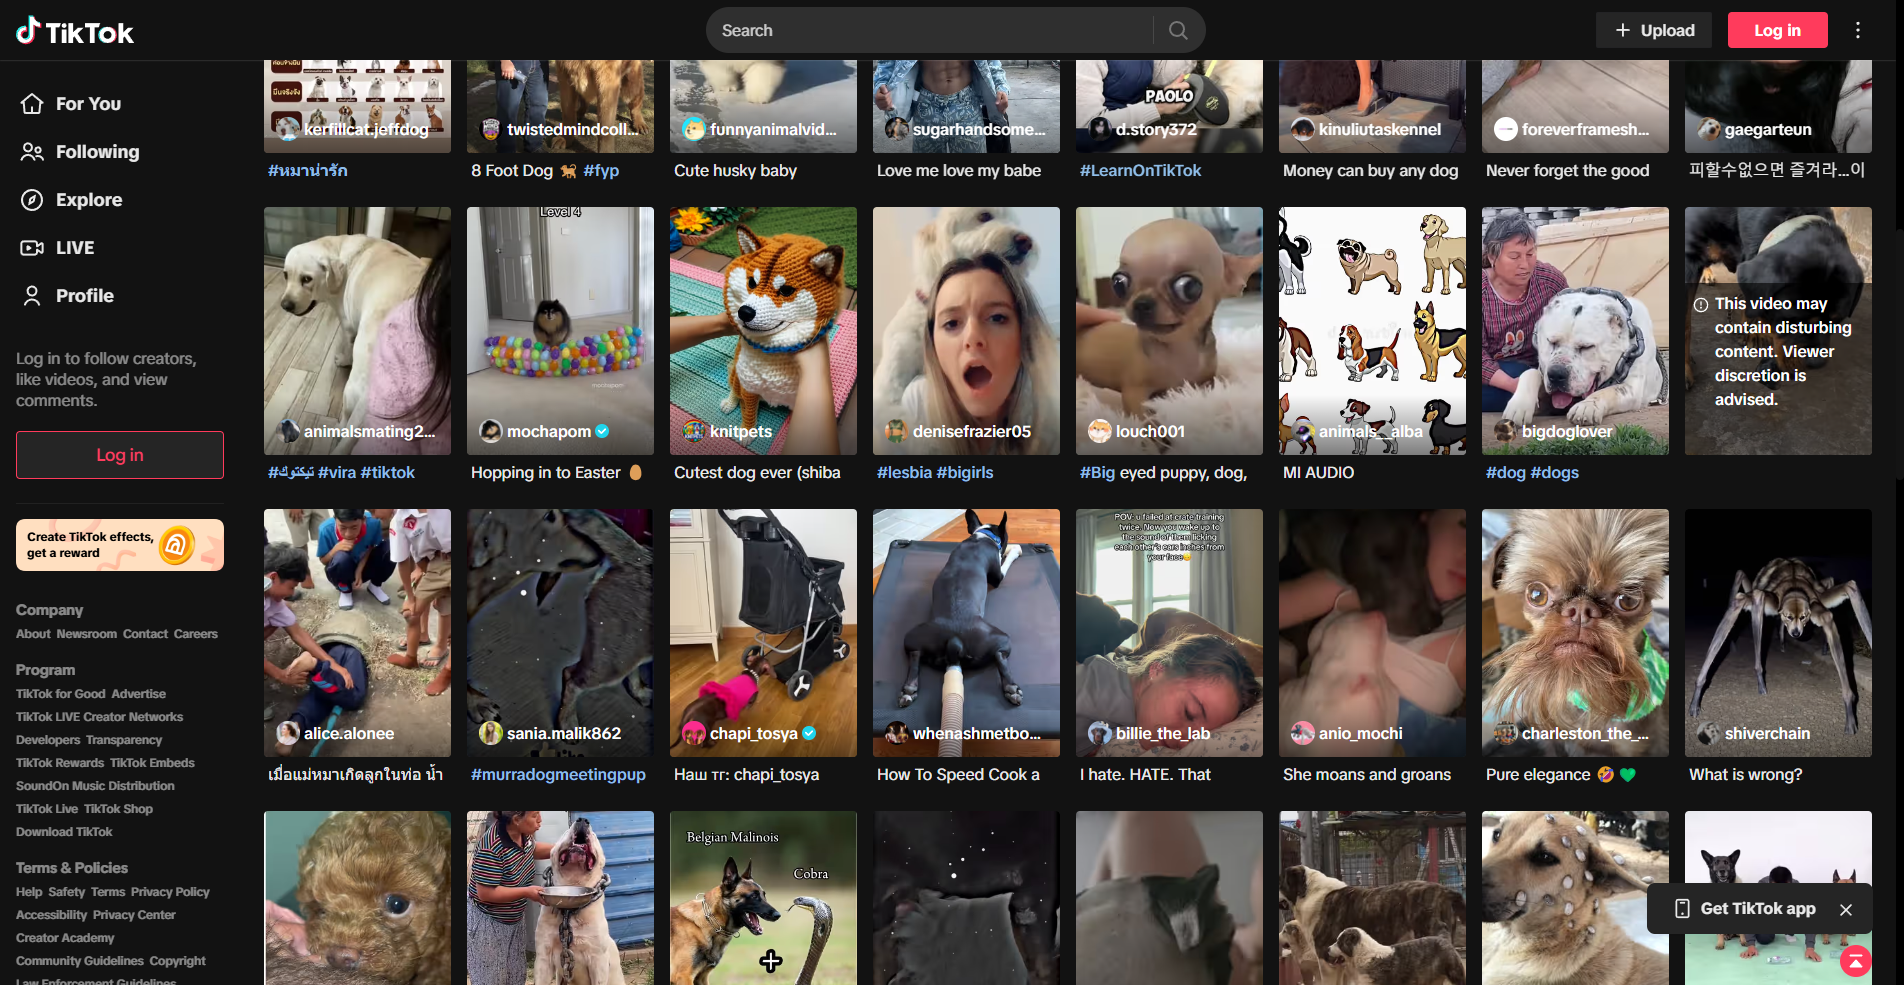 TikTok
Search
Upload
Log in
For You
Following
Explore
LIVE
Profile
Log in to follow creators,
like videos, and view
comments.
Log in
Create TikTok effects,
get a reward
Company
About Newsroom Contact Careers
Program
TikTok for Good Advertise
TikTok LIVE Creator Networks
Developers Transparency
TikTok Rewards TikTok Embeds
SoundOn Music Distribution
TikTok Live TikTok Shop
Download TikTok
Terms & Policies
Help Safety Terms Privacy Policy
Accessibility Privacy Center
Creator Academy
Community Guidelines Copyright
Law Enforcement Guidelines
kerfillcat.jeffdog
#หมาน่ารัก
twistedmindcoll...
8 Foot Dog 🐕 #fyp
funnyanimalvid...
Cute husky baby
sugarhandsome...
Love me love my babe
PAOLO
d.story372
#LearnOnTikTok
kinuliutaskennel
Money can buy any dog
foreverframesh...
Never forget the good
gaegarteun
피할수없으면 즐겨라...이
animalsmating2...
#تيكتوك #vira #tiktok
Level 4
mochapom
Hopping in to Easter 🥚
knitpets
Cutest dog ever (shiba
denisefrazier05
#lesbia #bigirls
louch001
#Big eyed puppy, dog,
animals__alba
MI AUDIO
bigdoglover
#dog #dogs
This video may
contain disturbing
content. Viewer
discretion is
advised.
alice.alonee
เมื่อแม่หมาเกิดลูกในท่อ น้ำ
sania.malik862
#murradogmeetingpup
chapi_tosya
Наш тг: chapi_tosya
whenashmetbo...
How To Speed Cook a
POV: u failed at crate training
twice. Now you wake up to
the sound of them licking
each other's ears inches from
your face
billie_the_lab
I hate. HATE. That
anio_mochi
She moans and groans
charleston_the_...
Pure elegance 🤣💚
shiverchain
What is wrong?
Belgian Malinois
Cobra
Get TikTok app